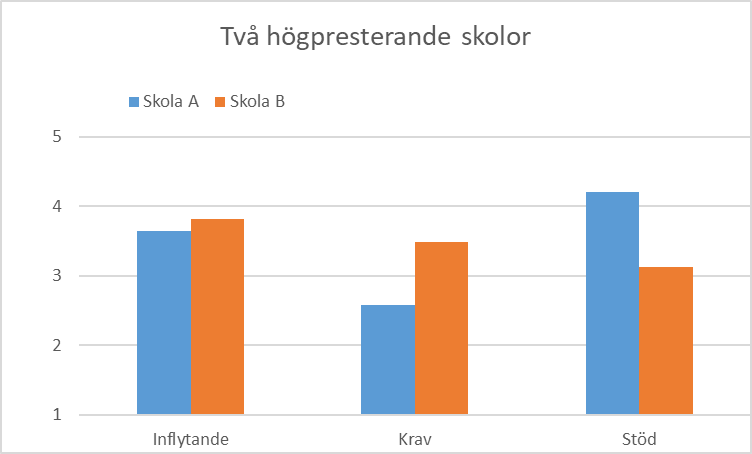 Två högpresterande skolor
Skola A Skola B
5
4
3
2
1
Inflytande Krav Stöd